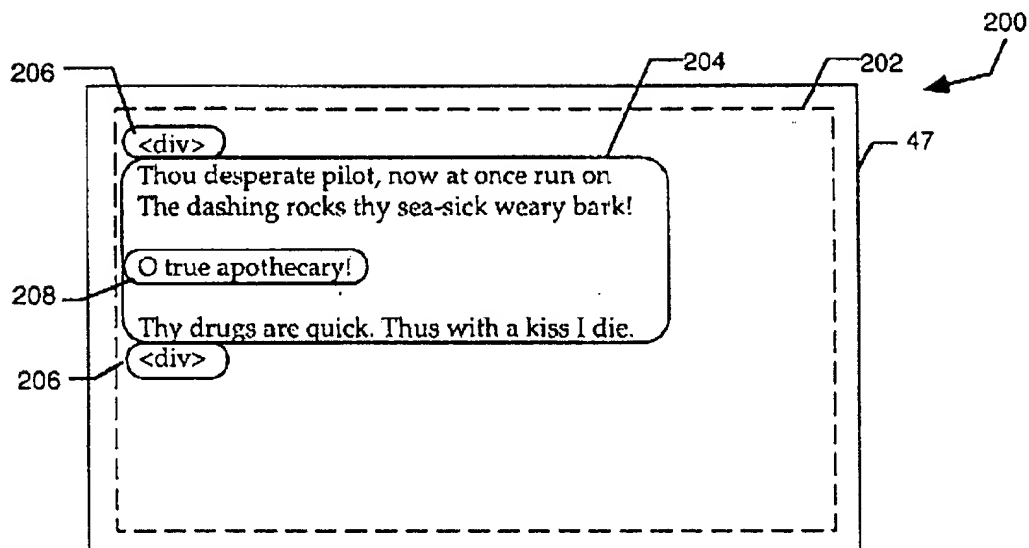 200
206
204
202
47
<div>
Thou desperate pilot, now at once run on
The dashing rocks thy sea-sick weary bark!
O true apothecary!
208
Thy drugs are quick. Thus with a kiss I die.
<div>
206